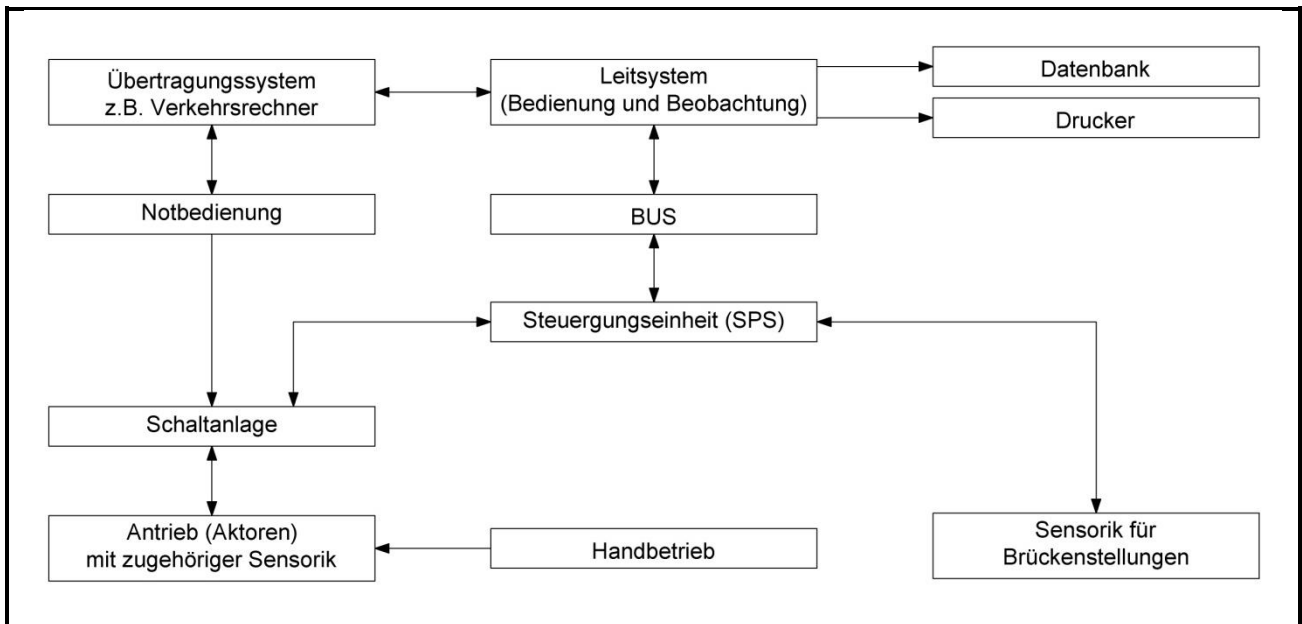 Übertragungssystem
z.B. Verkehrsrechner
Leitsystem
(Bedienung und Beobachtung)
Datenbank
Drucker
Notbedienung
BUS
Steuergungseinheit (SPS)
Schaltanlage
Antrieb (Aktoren)
mit zugehöriger Sensorik
Handbetrieb
Sensorik für
Brückenstellungen